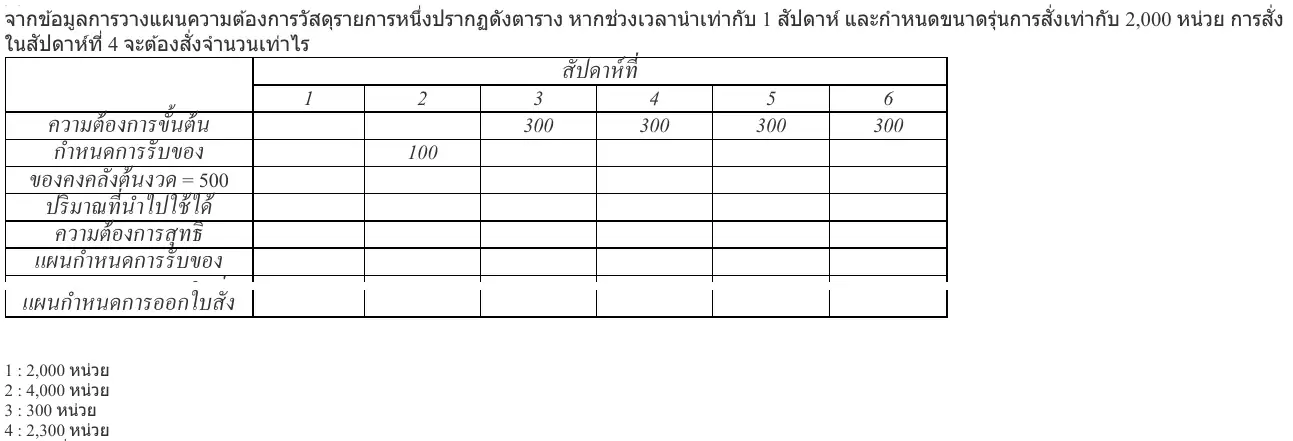 จากข้อมูลการวางแผนความต้องการวัสดุรายการหนึ่งปรากฏดังตาราง หากช่วงเวลานำเท่ากับ 1 สัปดาห์ และกำหนดขนาดรุ่นการสั่งเท่ากับ 2,000 หน่วย การสั่ง
ในสัปดาห์ที่ 4 จะต้องสั่งจำนวนเท่าไร
สัปดาห์ที่
1 2 3 4 5 6
ความต้องการขั้นต้น 300 300 300 300
กำหนดการรับของ 100
ของคงคลังต้นงวด = 500
ปริมาณที่นำไปใช้ได้
ความต้องการสุทธิ
แผนกำหนดการรับของ
แผนกำหนดการออกใบสั่ง
1 : 2,000 หน่วย
2 : 4,000 หน่วย
3 : 300 หน่วย
4 : 2,300 หน่วย